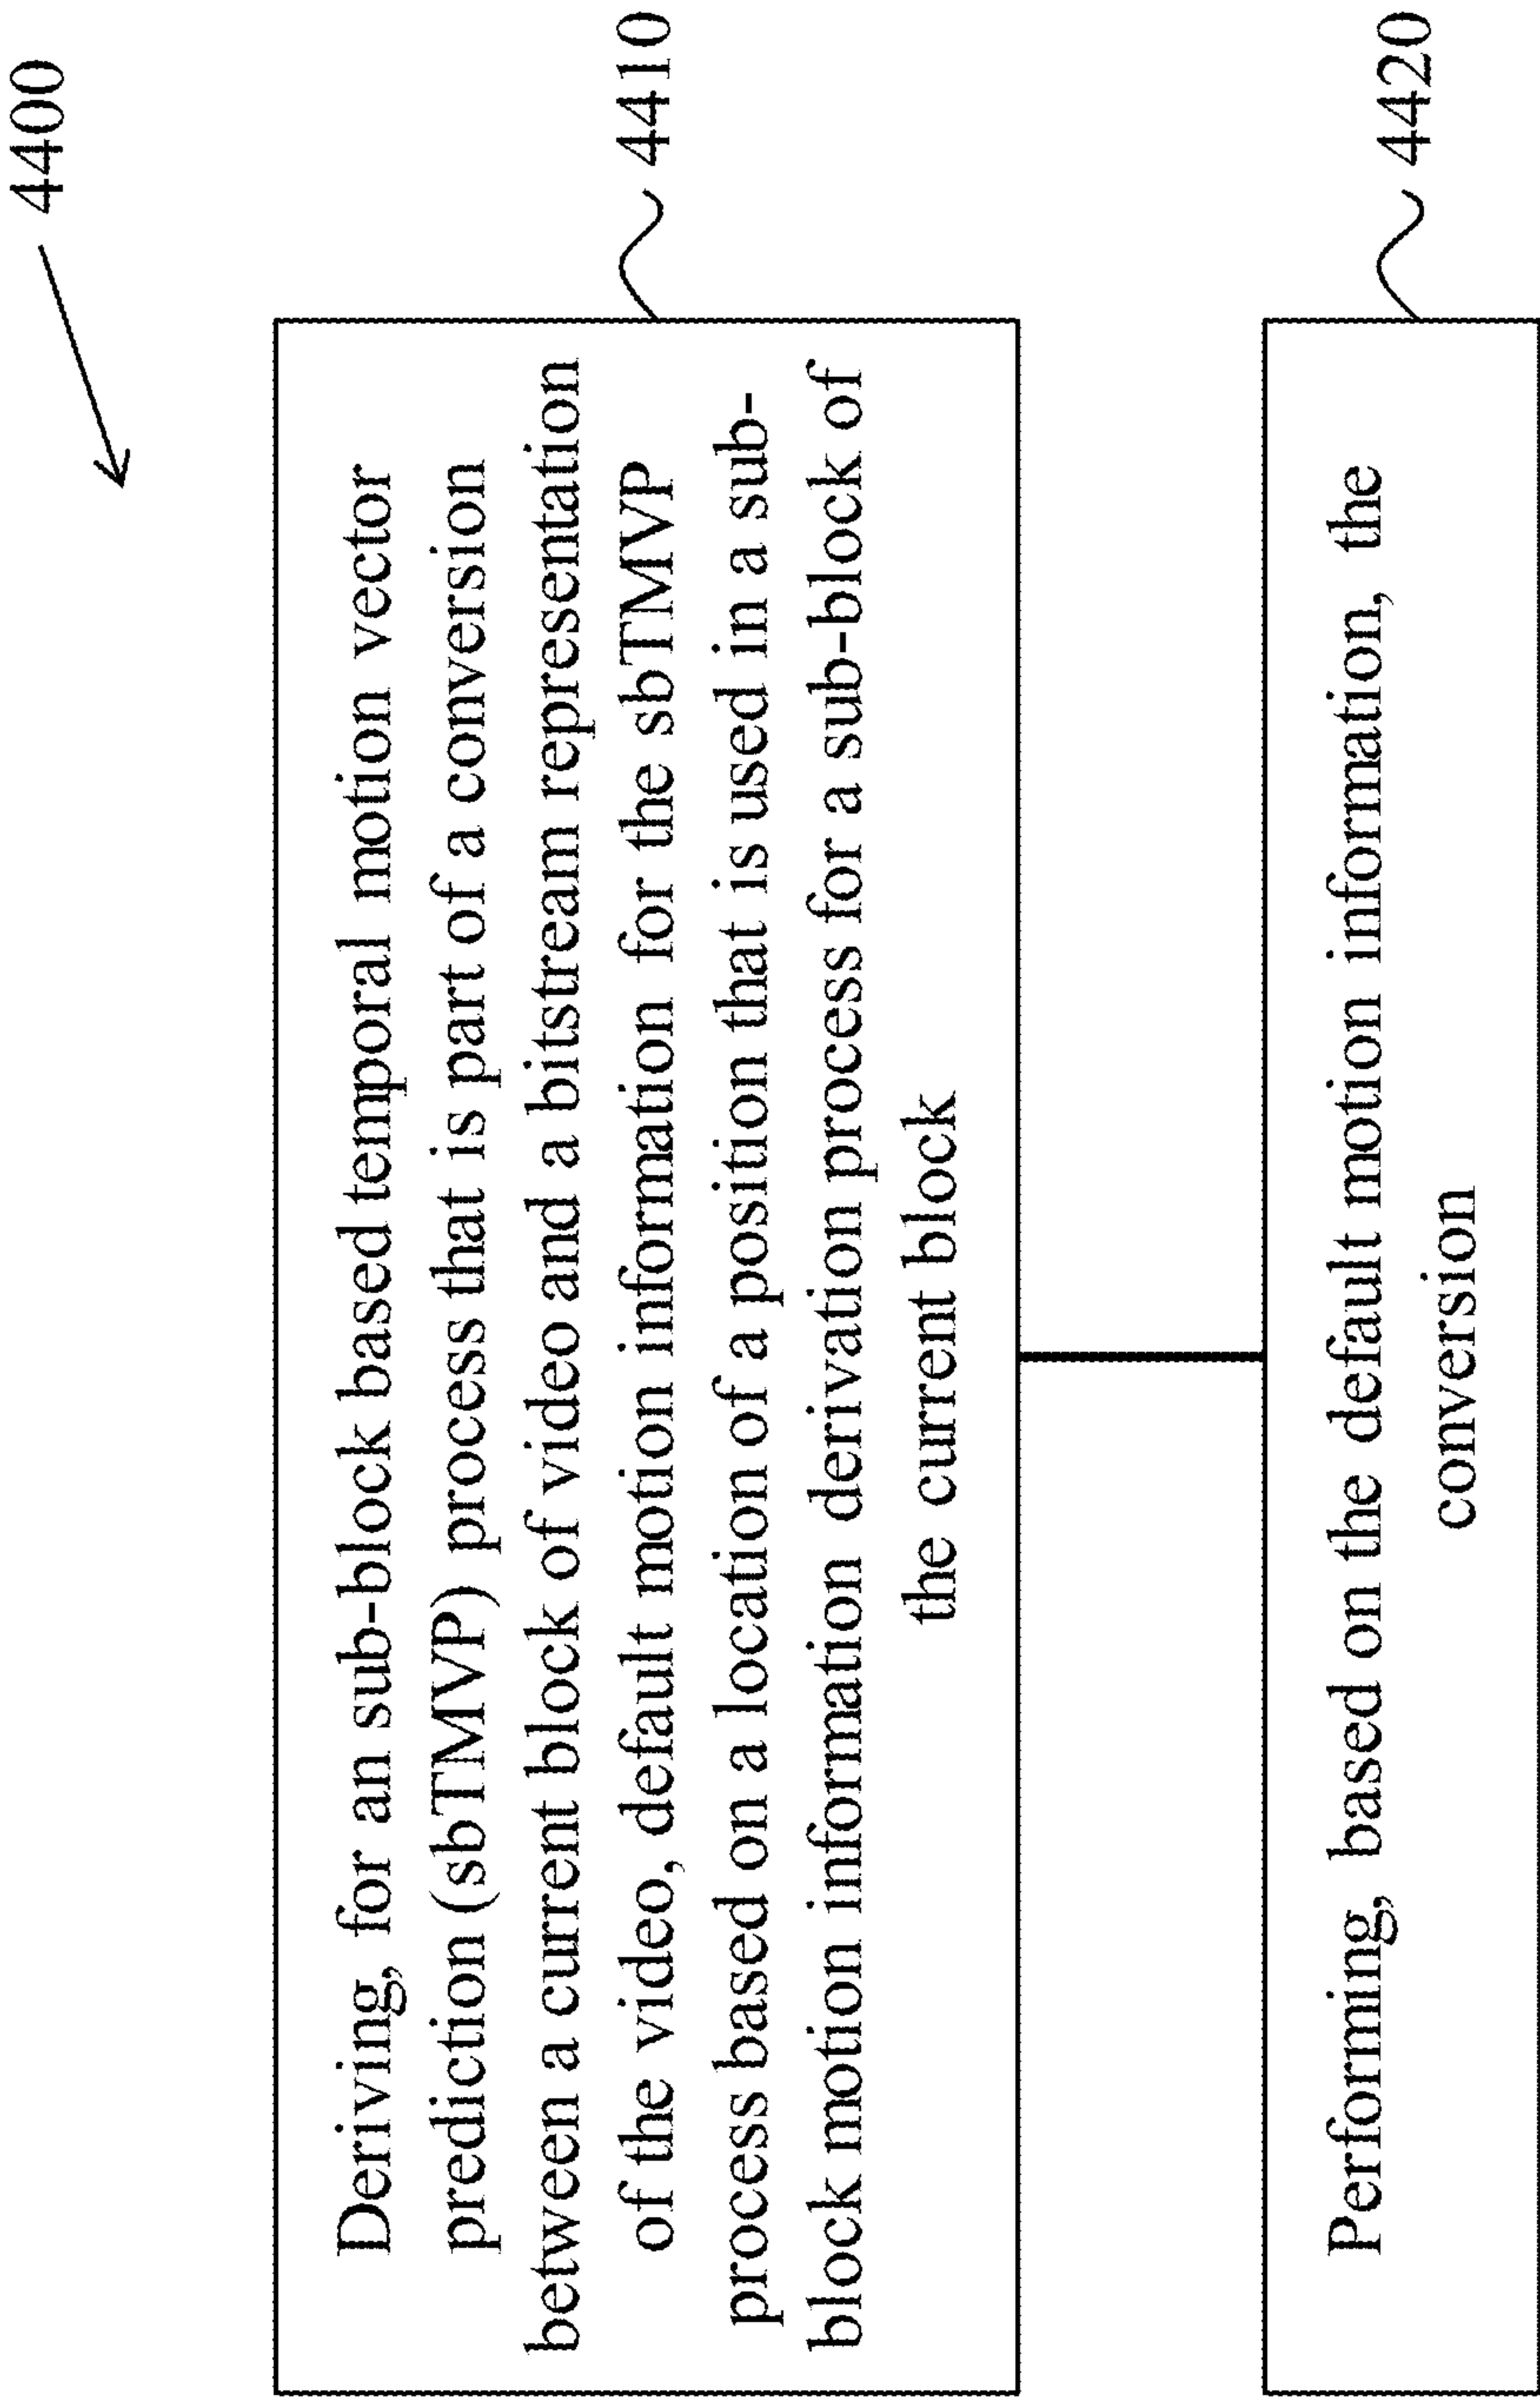 4400
Deriving, for an sub-block based temporal motion vector
prediction (sbTMVP) process that is part of a conversion
between a current block of video and a bitstream representation
of the video, default motion information for the sbTMVP
process based on a location of a position that is used in a sub-
block motion information derivation process for a sub-block of
the current block
4410
Performing, based on the default motion information, the
conversion
4420